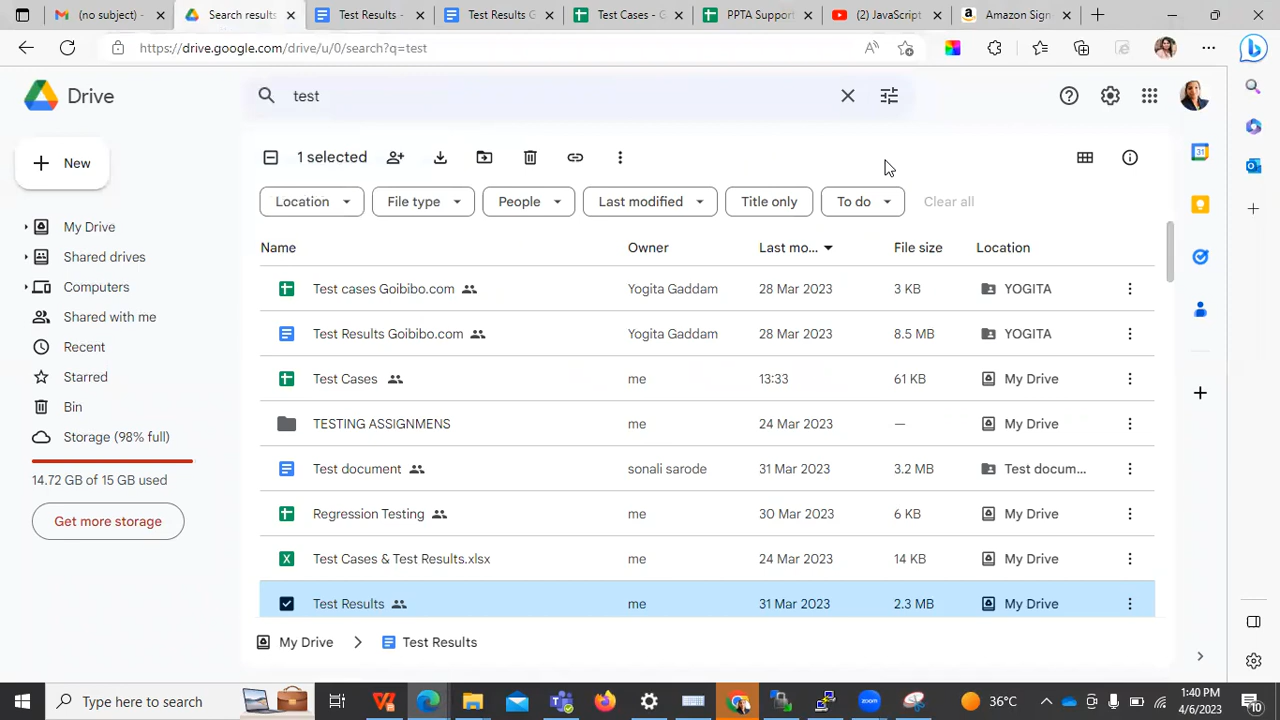 (no subject)
Search results
Test Results -
Test Results G
Test Cases - G
PPTA Support
(2) JavaScript
Amazon Sign
https://drive.google.com/drive/u/0/search?q=test
Drive
test
New
1 selected
Location
File type
People
Last modified
Title only
To do
Clear all
Name
Owner
Last mo...
File size
Location
My Drive
Shared drives
Computers
Shared with me
Recent
Starred
Bin
Storage (98% full)
14.72 GB of 15 GB used
Get more storage
Test cases Goibibo.com Yogita Gaddam 28 Mar 2023 3 KB YOGITA
Test Results Goibibo.com Yogita Gaddam 28 Mar 2023 8.5 MB YOGITA
Test Cases me 13:33 61 KB My Drive
TESTING ASSIGNMENS me 24 Mar 2023 — My Drive
Test document sonali sarode 31 Mar 2023 3.2 MB Test docum...
Regression Testing me 30 Mar 2023 6 KB My Drive
Test Cases & Test Results.xlsx me 24 Mar 2023 14 KB My Drive
Test Results me 31 Mar 2023 2.3 MB My Drive
My Drive > Test Results
Type here to search
36°C
1:40 PM
4/6/2023